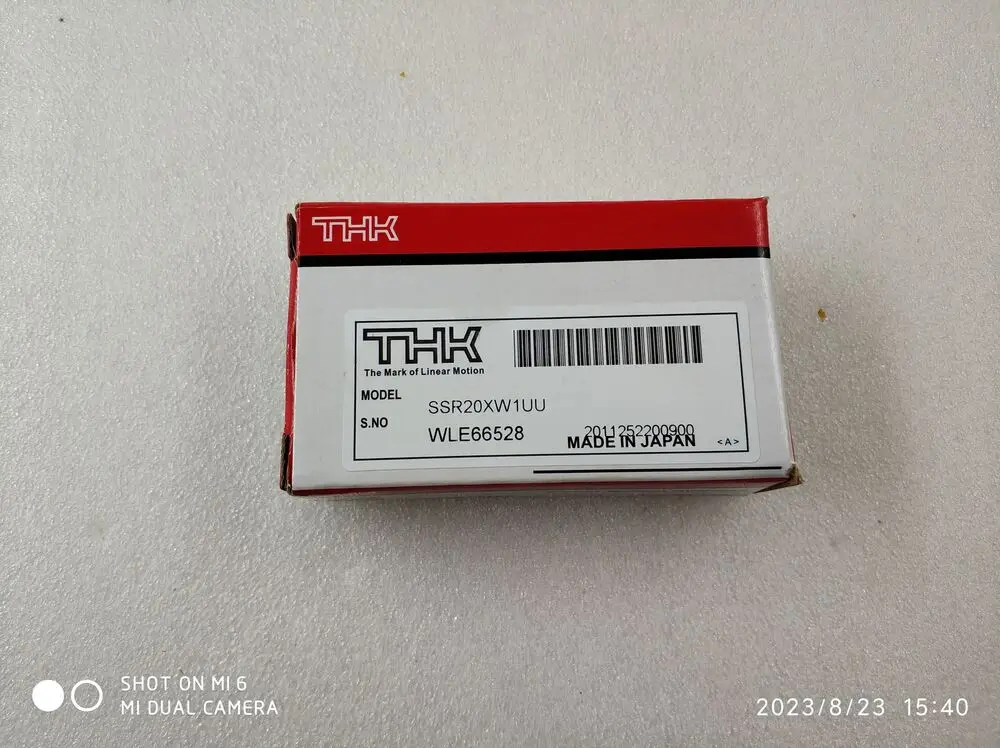 THK
THK
The Mark of Linear Motion
MODEL SSR20XW1UU
S.NO WLE66528
2011252200900
MADE IN JAPAN <A>
SHOT ON MI 6
MI DUAL CAMERA
2023/8/23 15:40